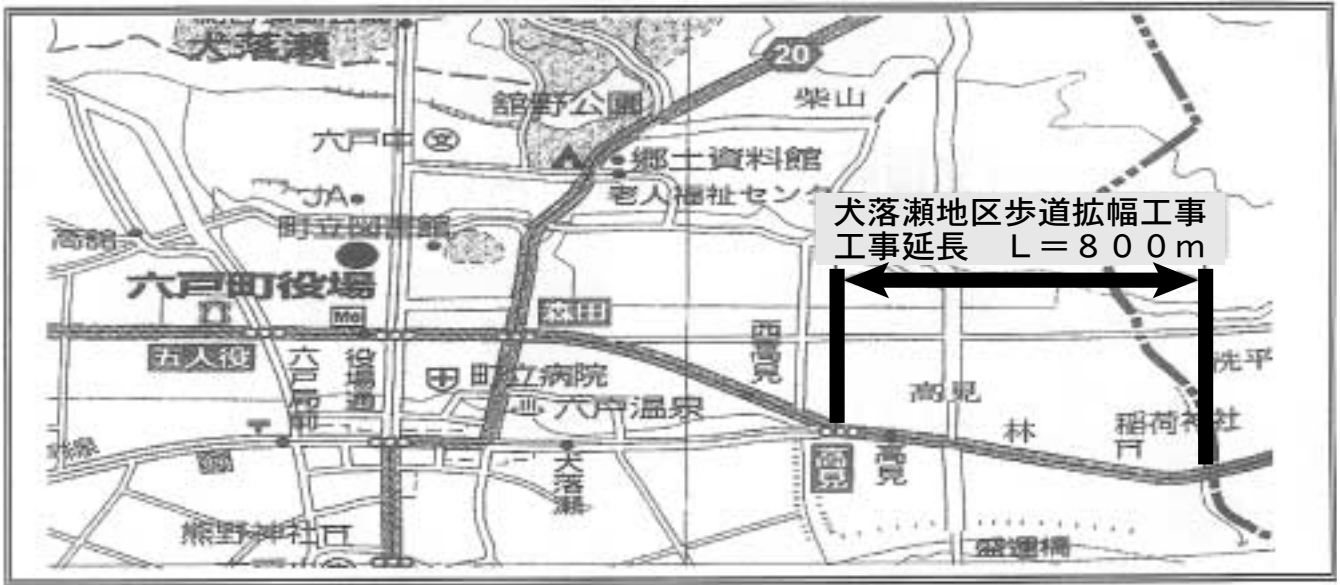 犬落瀬
20
舘野公園
柴山
六戸中
郷土資料館
老人福祉センタ
JA
町立図書館
高舘
犬落瀬地区歩道拡幅工事
工事延長　L＝800m
六戸町役場
五人役
六戸局前
役場通
町立病院
六戸温泉
西高見
高見
洗平
林
稲荷神社
高見
犬落瀬
熊野神社
盛運橋